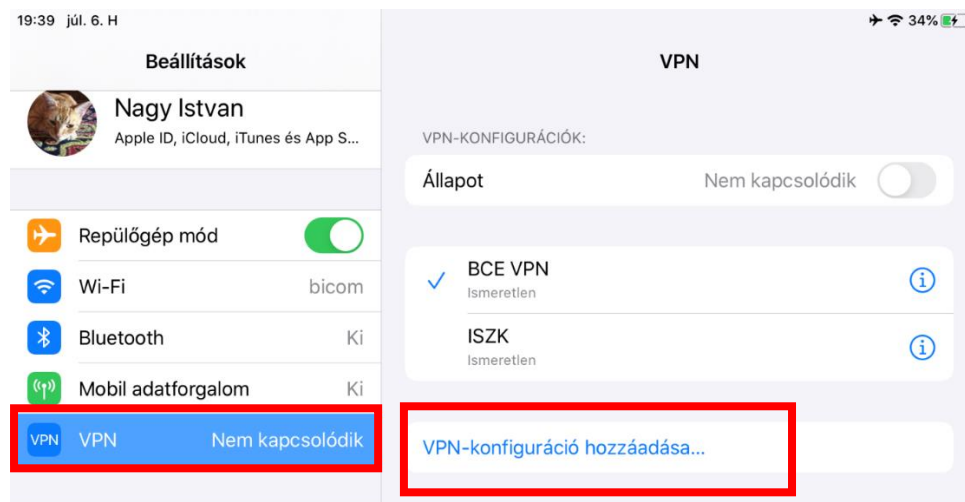 19:39 júl. 6. H
34%
Beállítások
Nagy Istvan
Apple ID, iCloud, iTunes és App S...
Repülőgép mód
Wi-Fi bicom
Bluetooth Ki
Mobil adatforgalom Ki
VPN VPN Nem kapcsolódik
VPN
VPN-KONFIGURÁCIÓK:
Állapot Nem kapcsolódik
BCE VPN
Ismeretlen
ISZK
Ismeretlen
VPN-konfiguráció hozzáadása...